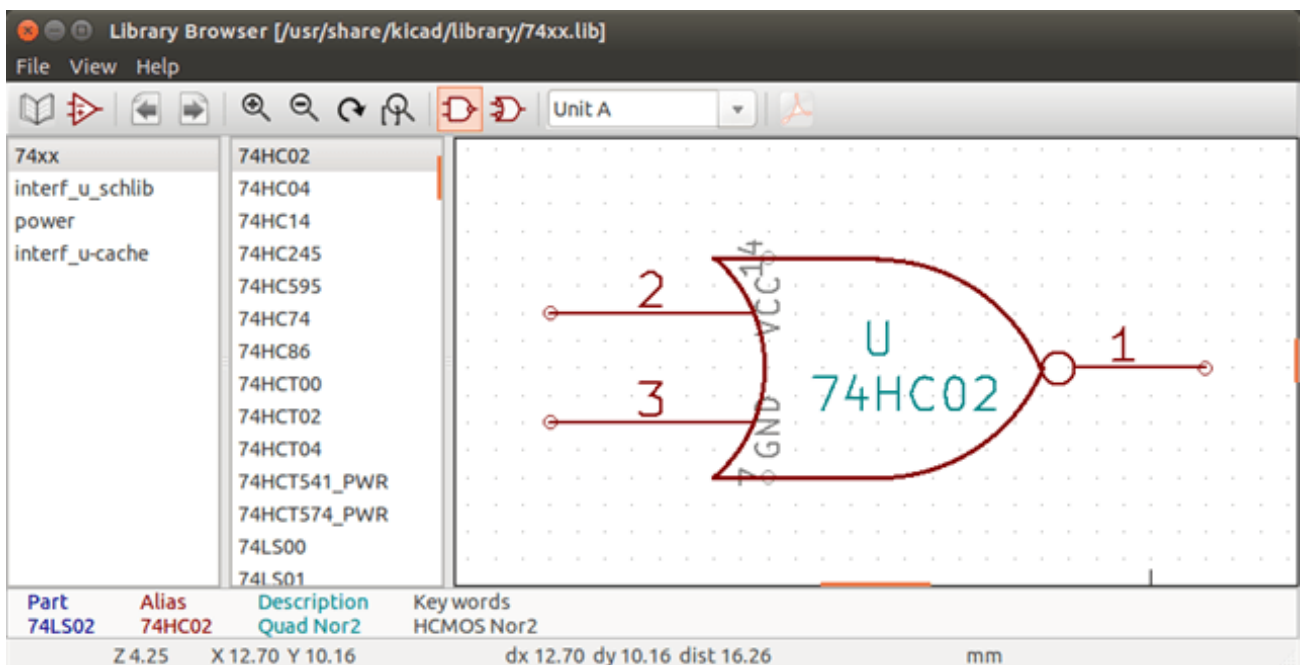 Library Browser [/usr/share/kicad/library/74xx.lib]
File View Help
Unit A
74xx
interf_u_schlib
power
interf_u-cache
74HC02
74HC04
74HC14
74HC245
74HC595
74HC74
74HC86
74HCT00
74HCT02
74HCT04
74HCT541_PWR
74HCT574_PWR
74LS00
74LS01
14
VCC
2
3
U
74HC02
1
GND
7
Part Alias Description Key words
74LS02 74HC02 Quad Nor2 HCMOS Nor2
Z 4.25 X 12.70 Y 10.16 dx 12.70 dy 10.16 dist 16.26 mm